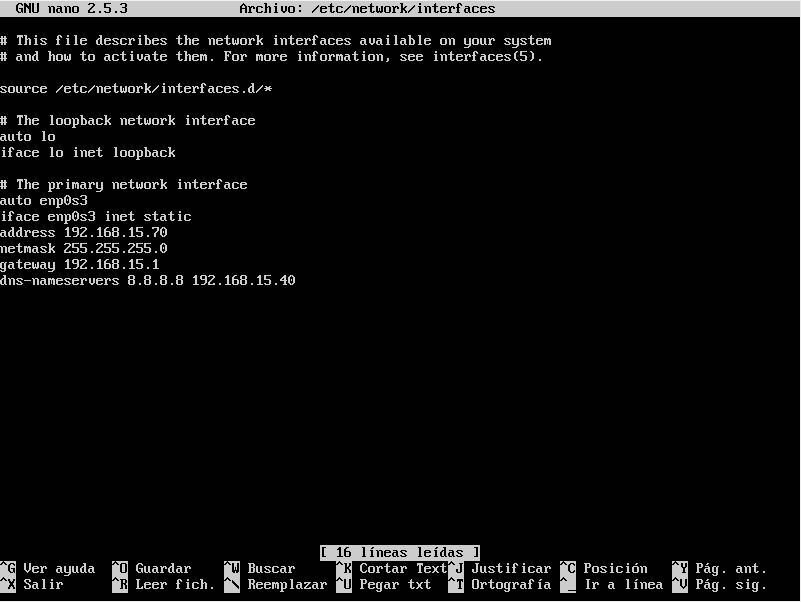 GNU nano 2.5.3 Archivo: /etc/network/interfaces
# This file describes the network interfaces available on your system
# and how to activate them. For more information, see interfaces(5).
source /etc/network/interfaces.d/*
# The loopback network interface
auto lo
iface lo inet loopback
# The primary network interface
auto enp0s3
iface enp0s3 inet static
address 192.168.15.70
netmask 255.255.255.0
gateway 192.168.15.1
dns-nameservers 8.8.8.8 192.168.15.40
[ 16 líneas leídas ]
^G Ver ayuda ^O Guardar ^W Buscar ^K Cortar Text ^J Justificar ^C Posición ^Y Pág. ant.
^X Salir ^R Leer fich. ^\ Reemplazar ^U Pegar txt ^T Ortografía ^_ Ir a línea ^V Pág. sig.